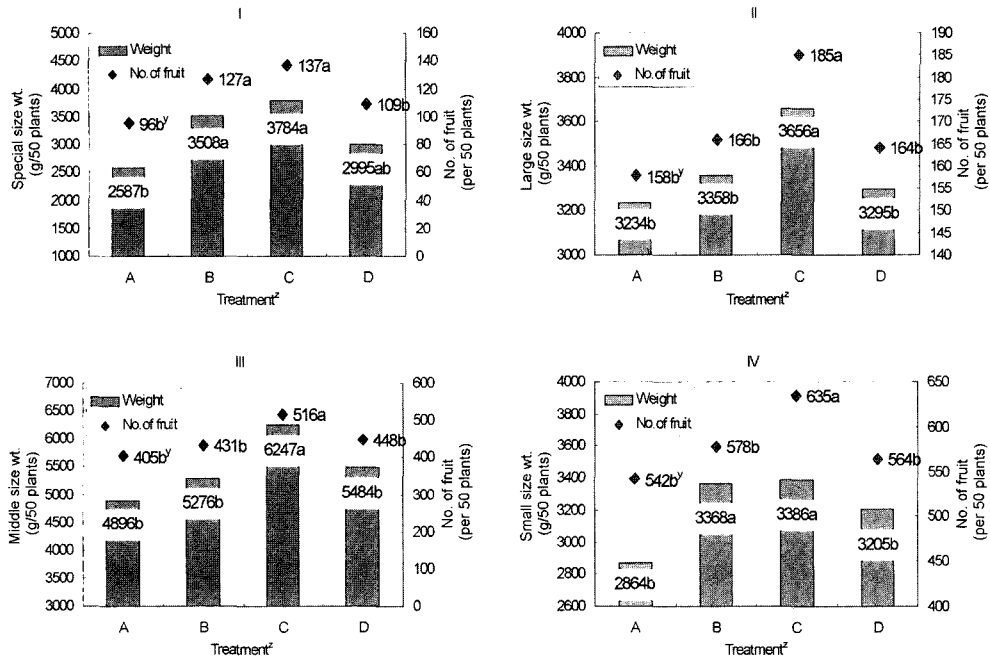 I
Special size wt.
(g/50 plants)
5000
4500
4000
3500
3000
2500
2000
1500
1000
Weight
No. of fruit
96bʸ
127a
137a
109b
2587b
3508a
3784a
2995ab
160
140
120
100
80
60
40
20
0
No. of fruit
(per 50 plants)
A B C D
Treatmentᶻ
II
Large size wt.
(g/50 plants)
4000
3800
3600
3400
3200
3000
Weight
No. of fruit
158bʸ
166b
185a
164b
3234b
3358b
3656a
3295b
190
185
180
175
170
165
160
155
150
145
140
No. of fruit
(per 50 plants)
A B C D
Treatmentᶻ
III
Middle size wt.
(g/50 plants)
7000
6500
6000
5500
5000
4500
4000
3500
3000
Weight
No. of fruit
405bʸ
431b
516a
448b
4896b
5276b
6247a
5484b
600
500
400
300
200
100
0
No. of fruit
(per 50 plants)
A B C D
Treatmentᶻ
IV
Small size wt.
(g/50 plants)
4000
3800
3600
3400
3200
3000
2800
2600
Weight
No. of fruit
542bʸ
578b
635a
564b
2864b
3368a
3386a
3205b
650
600
550
500
450
400
No. of fruit
(per 50 plants)
A B C D
Treatmentᶻ